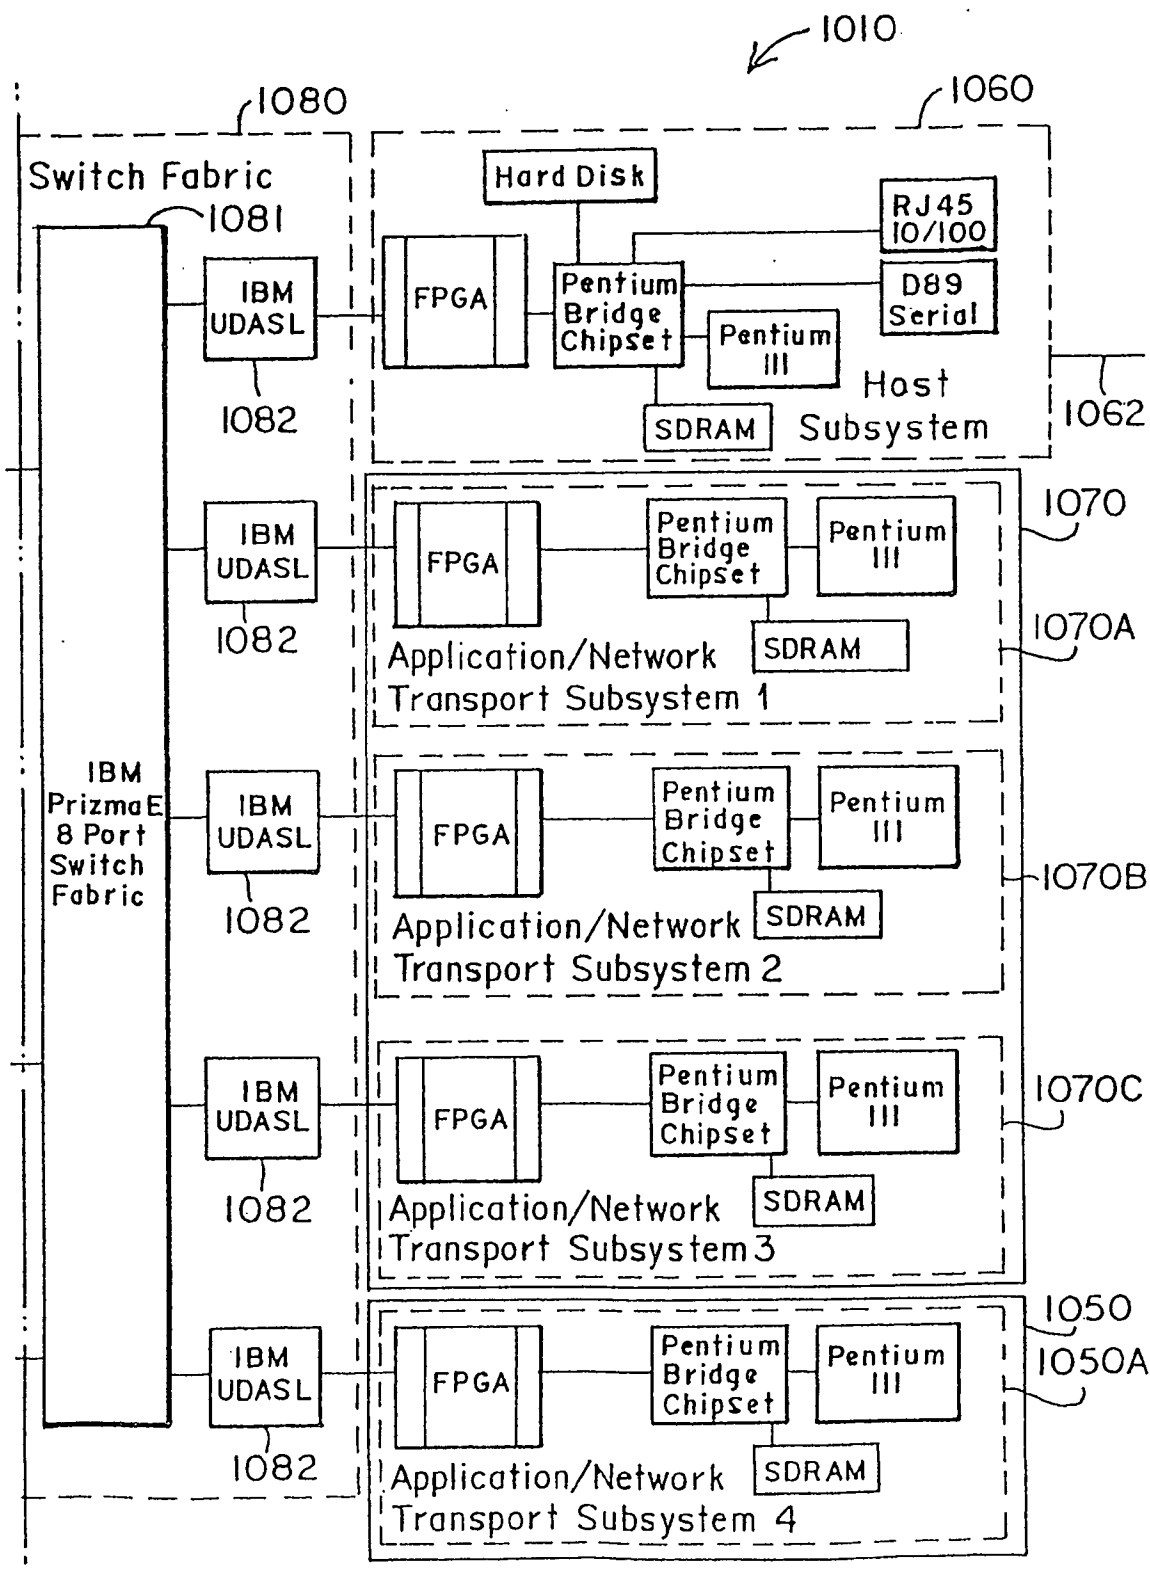 1010
1080
1060
Switch Fabric
1081
Hard Disk
RJ45
10/100
IBM
UDASL
FPGA
Pentium
Bridge
Chipset
D89
Serial
Pentium
III
Host
Subsystem
1082
SDRAM
1062
IBM
UDASL
FPGA
Pentium
Bridge
Chipset
Pentium
III
1070
1082
SDRAM
1070A
Application/Network
Transport Subsystem 1
IBM
PrizmaE
8 Port
Switch
Fabric
IBM
UDASL
FPGA
Pentium
Bridge
Chipset
Pentium
III
1070B
1082
SDRAM
Application/Network
Transport Subsystem 2
IBM
UDASL
FPGA
Pentium
Bridge
Chipset
Pentium
III
1070C
1082
SDRAM
Application/Network
Transport Subsystem 3
1050
IBM
UDASL
FPGA
Pentium
Bridge
Chipset
Pentium
III
1050A
1082
SDRAM
Application/Network
Transport Subsystem 4